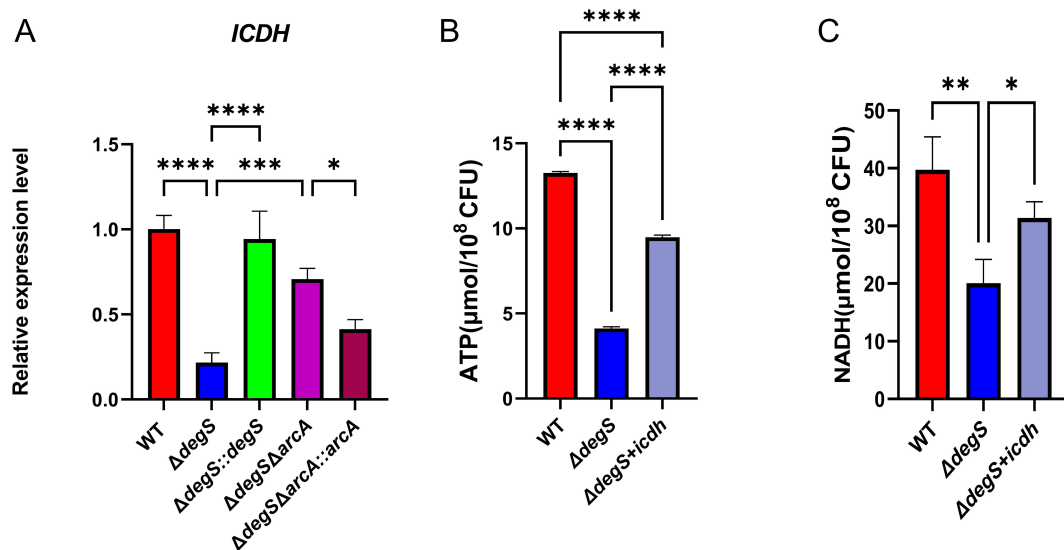 A
ICDH
Relative expression level
1.5
1.0
0.5
0.0
****
****
***
*
WT
ΔdegS
ΔdegS::degS
ΔdegSΔarcA
ΔdegSΔarcA::arcA
B
ATP(μmol/10⁸ CFU)
15
10
5
0
****
****
****
WT
ΔdegS
ΔdegS+icdh
C
NADH(μmol/10⁸ CFU)
50
40
30
20
10
0
**
*
WT
ΔdegS
ΔdegS+icdh